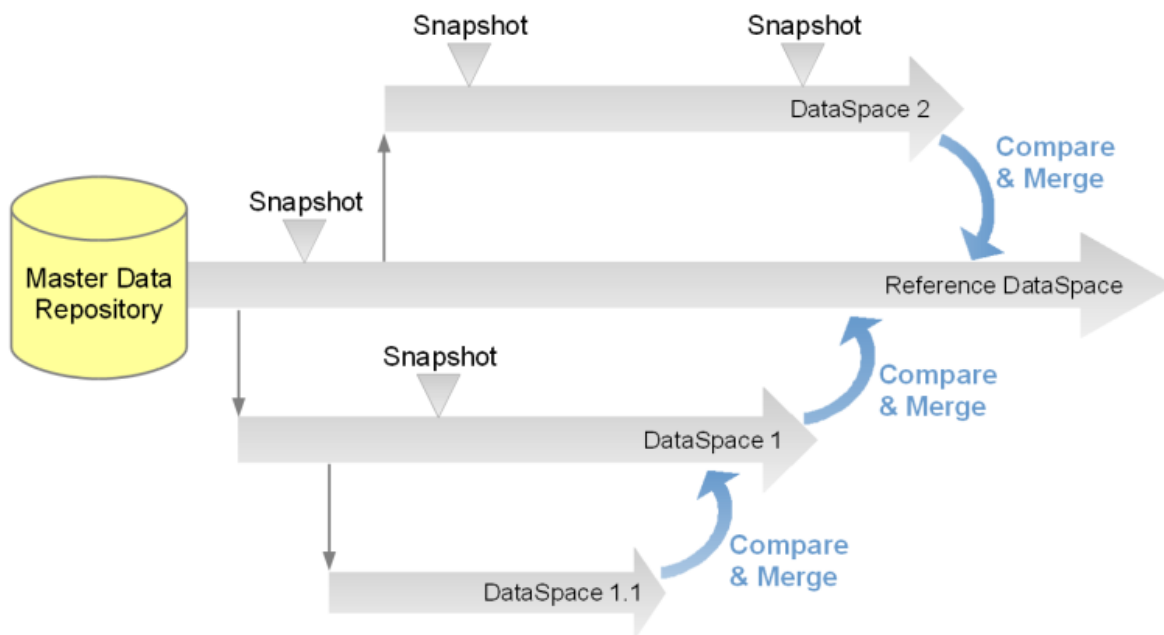 Snapshot
Snapshot
DataSpace 2
Compare
& Merge
Snapshot
Master Data
Repository
Reference DataSpace
Snapshot
Compare
& Merge
DataSpace 1
Compare
& Merge
DataSpace 1.1